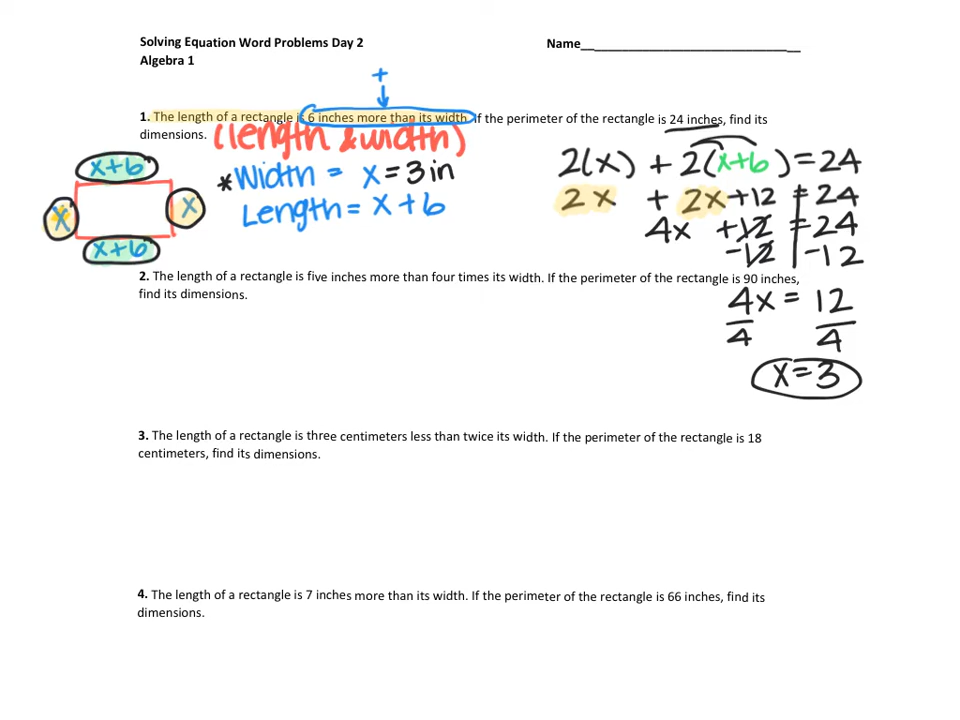 Solving Equation Word Problems Day 2 Name______________________________
Algebra 1
+
1. The length of a rectangle is 6 inches more than its width. If the perimeter of the rectangle is 24 inches, find its
dimensions. (length & width)
x+6
x
x
x+6
*Width = x = 3 in
Length = x + 6
2(x) + 2(x+6) = 24
2x + 2x + 12 = 24
4x + 12 = 24
-12 -12
4x = 12
4 4
x = 3
2. The length of a rectangle is five inches more than four times its width. If the perimeter of the rectangle is 90 inches,
find its dimensions.
3. The length of a rectangle is three centimeters less than twice its width. If the perimeter of the rectangle is 18
centimeters, find its dimensions.
4. The length of a rectangle is 7 inches more than its width. If the perimeter of the rectangle is 66 inches, find its
dimensions.